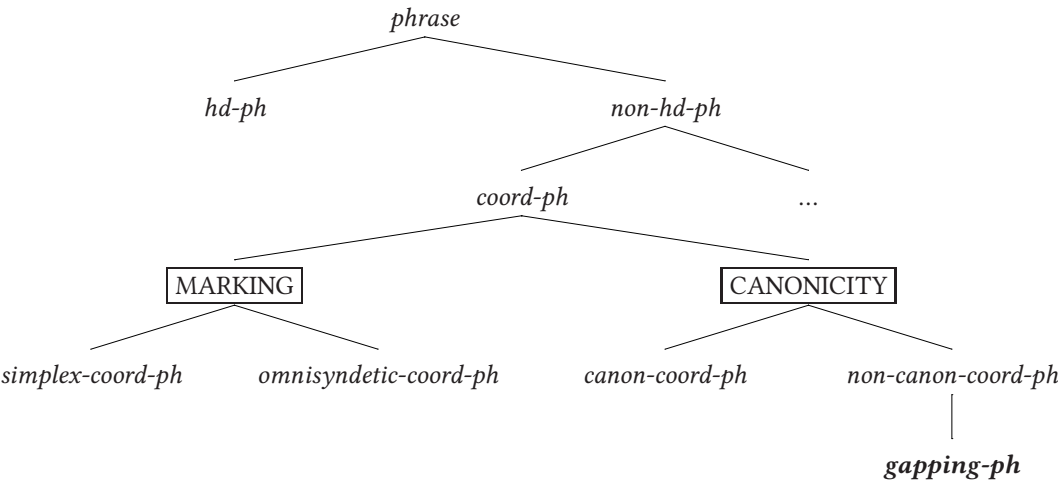 phrase
hd-ph non-hd-ph
coord-ph ...
MARKING CANONICITY
simplex-coord-ph omnisyndetic-coord-ph canon-coord-ph non-canon-coord-ph
gapping-ph